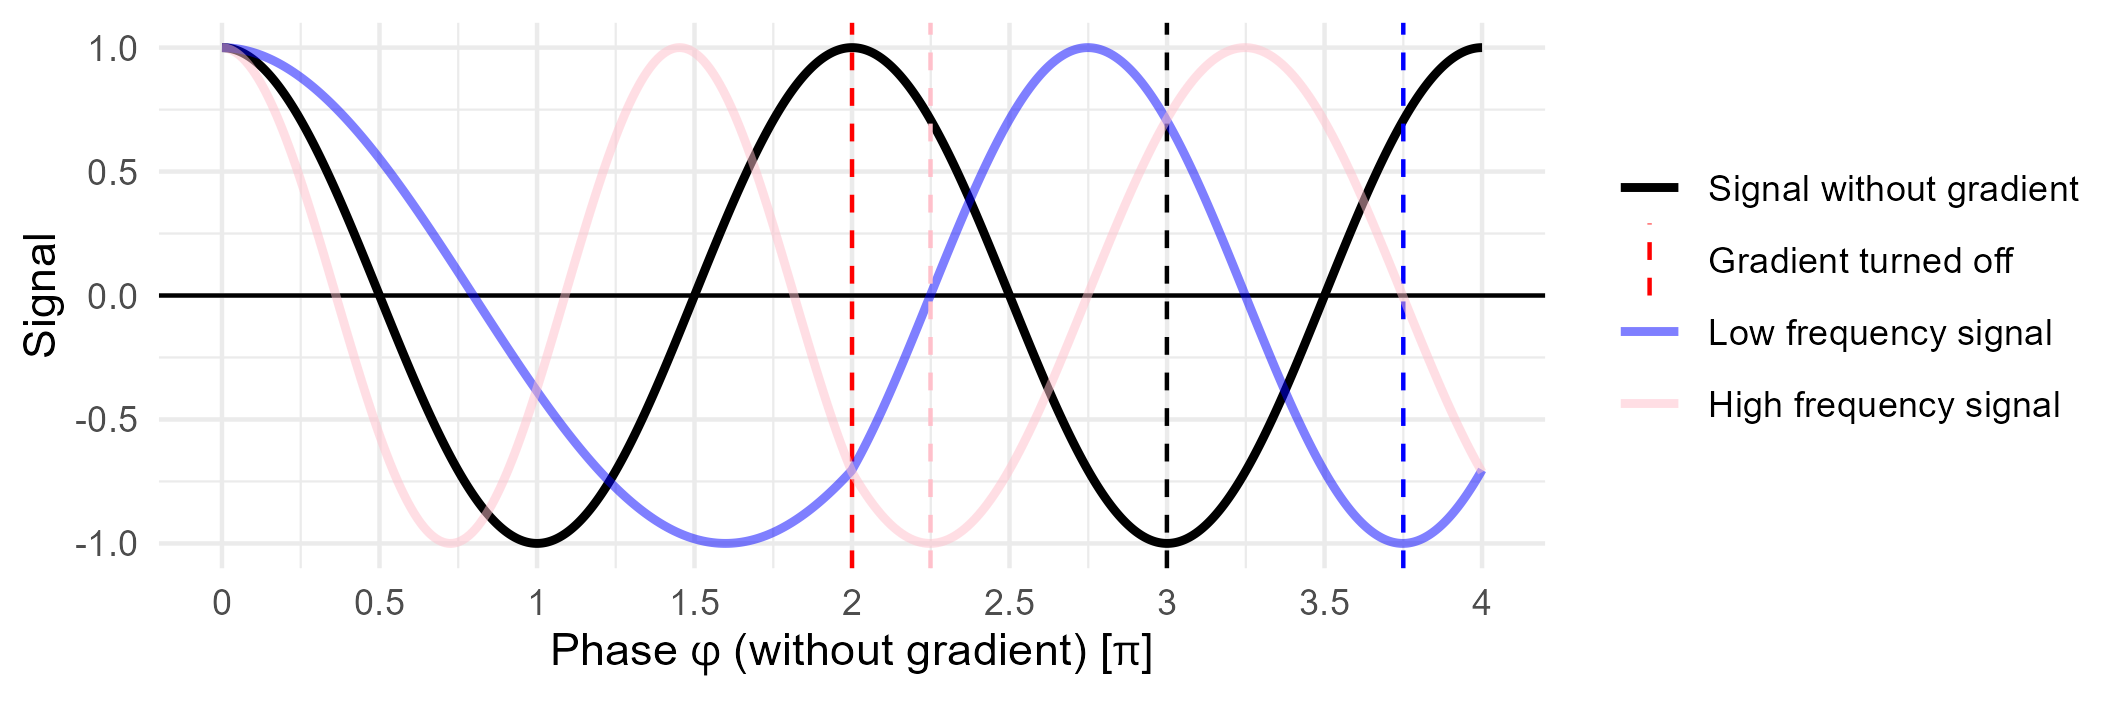 1.0
0.5
0.0
-0.5
-1.0
Signal
0 0.5 1 1.5 2 2.5 3 3.5 4
Phase φ (without gradient) [π]
Signal without gradient
Gradient turned off
Low frequency signal
High frequency signal